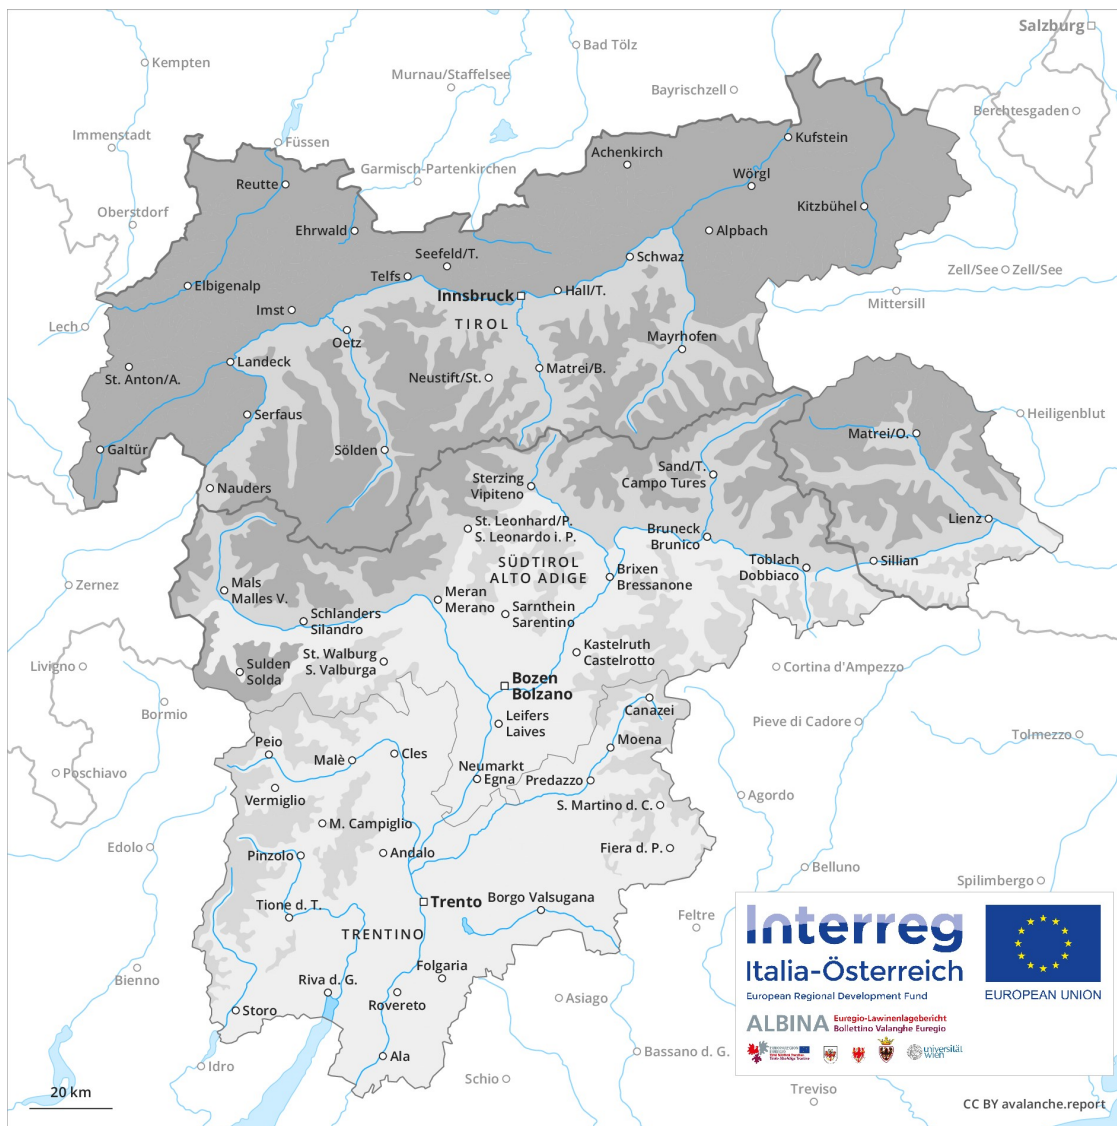 Salzburg
Bad Tölz
Kempten
Murnau/Staffelsee
Bayrischzell
Berchtesgaden
Immenstadt
Füssen
Kufstein
Achenkirch
Garmisch-Partenkirchen
Wörgl
Reutte
Kitzbühel
Oberstdorf
Ehrwald
Alpbach
Seefeld/T.
Schwaz
Zell/See
Zell/See
Telfs
Elbigenalp
Hall/T.
Innsbruck
Mittersill
Imst
TIROL
Lech
Oetz
Mayrhofen
Landeck
Matrei/B.
St. Anton/A.
Neustift/St.
Serfaus
Heiligenblut
Matrei/O.
Galtür
Sölden
Sand/T.
Campo Tures
Sterzing
Vipiteno
Nauders
St. Leonhard/P.
S. Leonardo i. P.
Lienz
Bruneck
Brunico
SÜDTIROL
ALTO ADIGE
Toblach
Dobbiaco
Sillian
Brixen
Bressanone
Zernez
Mals
Malles V.
Meran
Merano
Schlanders
Silandro
Sarnthein
Sarentino
Kastelruth
Castelrotto
St. Walburg
S. Valburga
Livigno
Sulden
Solda
Cortina d'Ampezzo
Bozen
Bolzano
Bormio
Canazei
Leifers
Laives
Pieve di Cadore
Tolmezzo
Moena
Peio
Cles
Malè
Poschiavo
Neumarkt
Egna
Predazzo
Vermiglio
Agordo
S. Martino d. C.
M. Campiglio
Edolo
Pinzolo
Andalo
Fiera d. P.
Belluno
Spilimbergo
Trento
Borgo Valsugana
Tione d. T.
Feltre
TRENTINO
Interreg
Italia-Österreich
European Regional Development Fund
EUROPEAN UNION
Folgaria
Bienno
Riva d. G.
Rovereto
Asiago
Storo
ALBINA
Euregio-Lawinenlagebericht
Bollettino Valanghe Euregio
universität
wien
Ala
Bassano d. G.
Idro
Schio
Treviso
20 km
CC BY avalanche.report